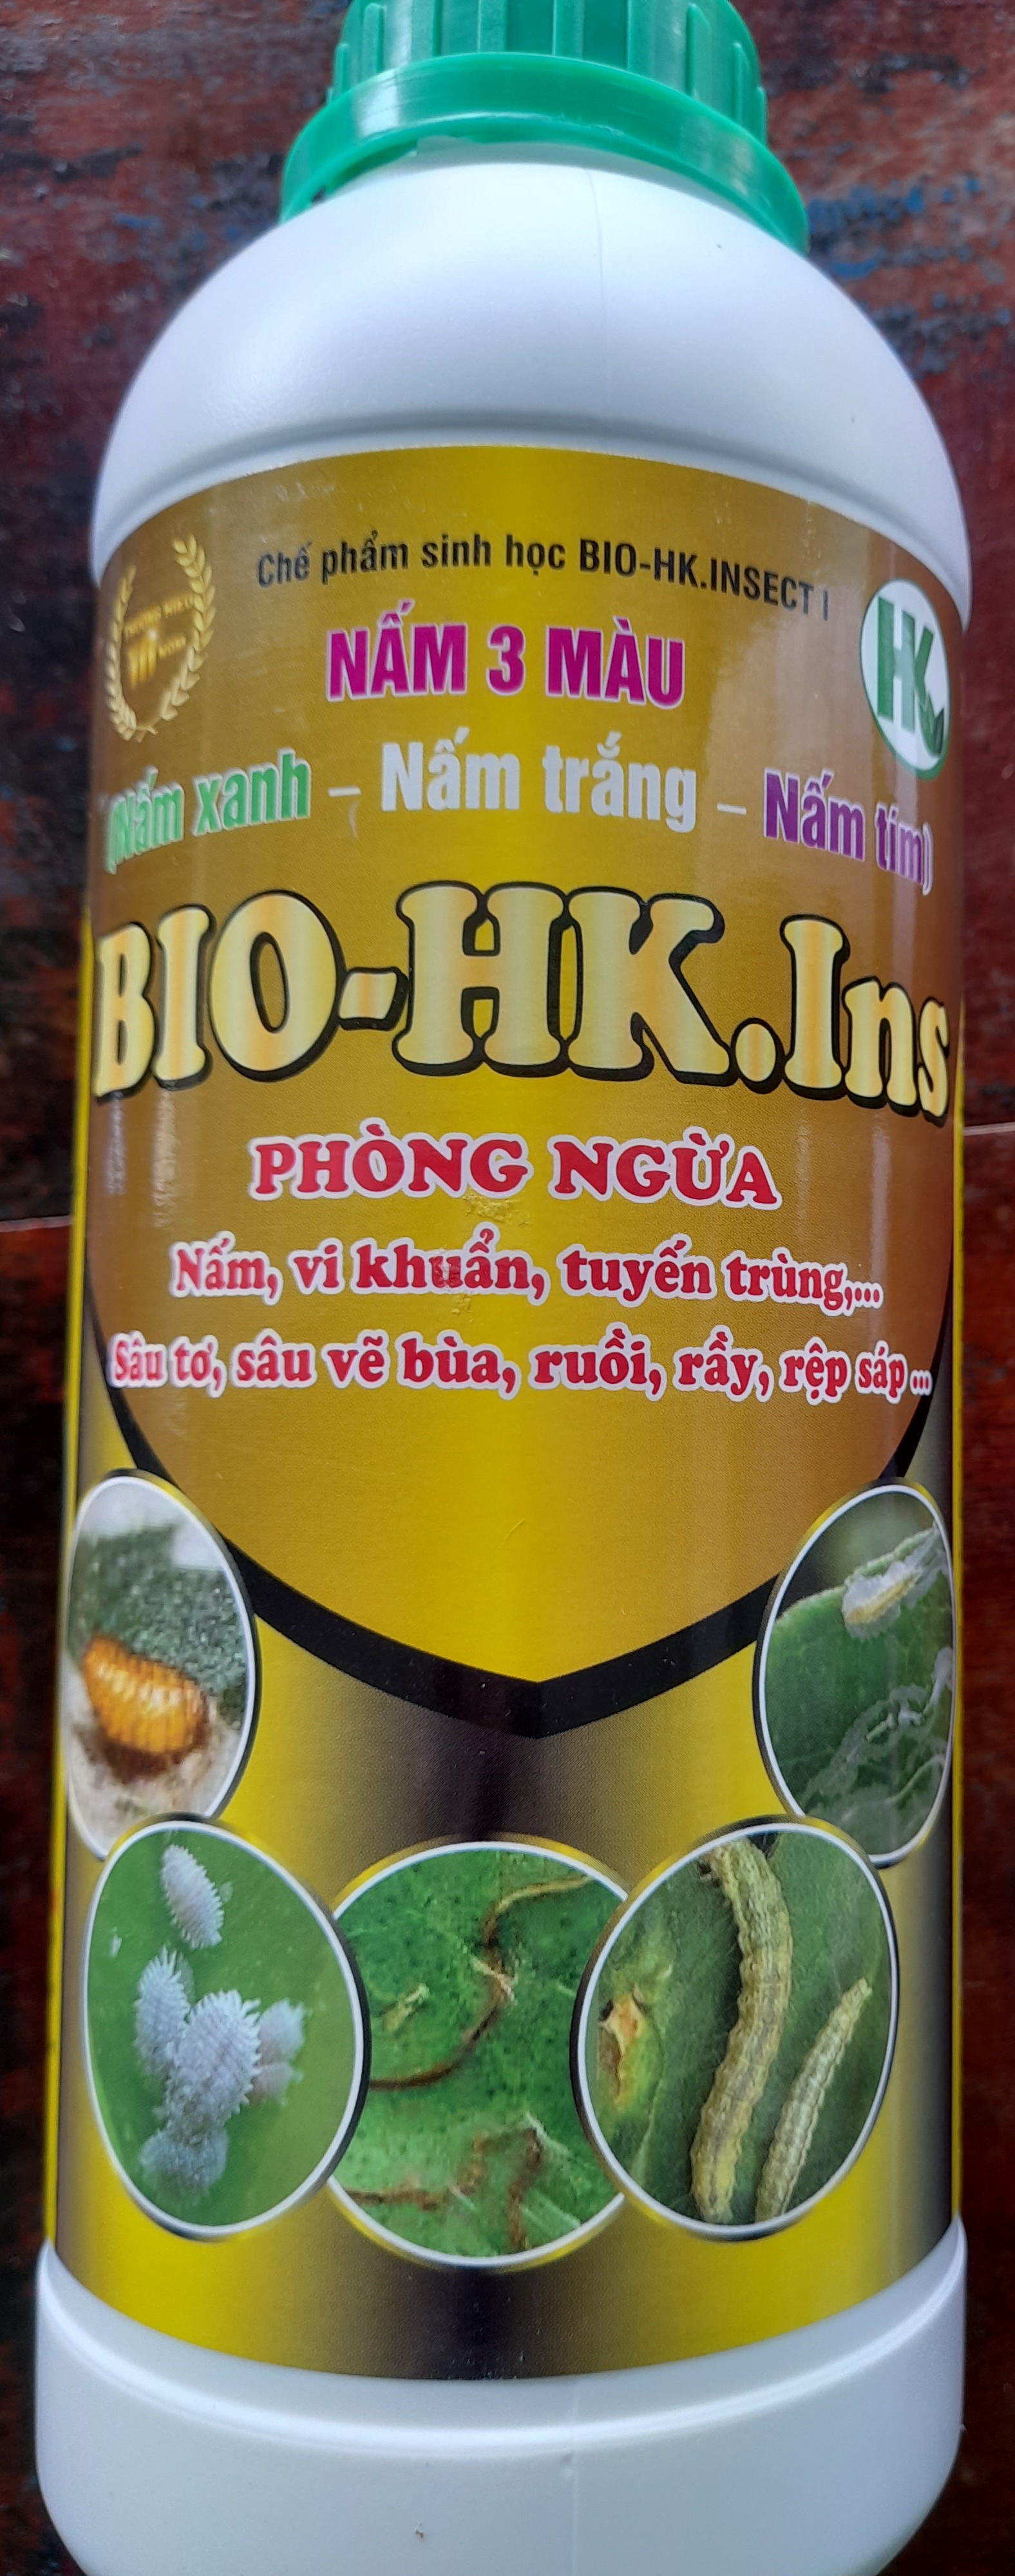 Chế phẩm sinh học BIO-HK.INSECT I
NẤM 3 MÀU
HK
(Nấm xanh – Nấm trắng – Nấm tím)
BIO-HK.Ins
PHÒNG NGỪA
Nấm, vi khuẩn, tuyến trùng,...
Sâu tơ, sâu vẽ bùa, ruồi, rầy, rệp sáp...